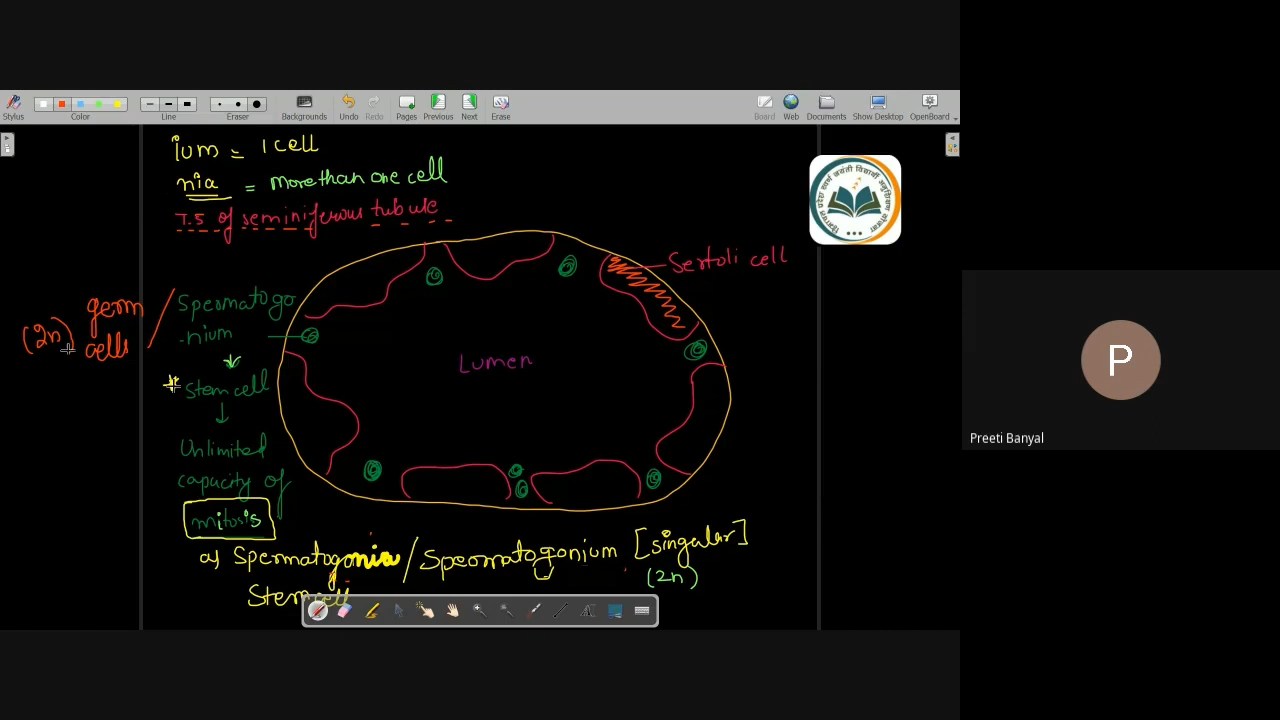 Stylus
Color
Line
Eraser
Backgrounds
Undo
Redo
Pages
Previous
Next
Erase
Board
Web
Documents
Show Desktop
OpenBoard
ium = 1 cell
nia = more than one cell
T.S of seminiferous tubule
Sertoli cell
germ
(2n) cells
Spermatogo
-nium
Stem cell
Unlimited
capacity of
mitosis
Lumen
a) Spermatogonia / Spermatogonium [singular]
(2n)
Stem cell
P
Preeti Banyal